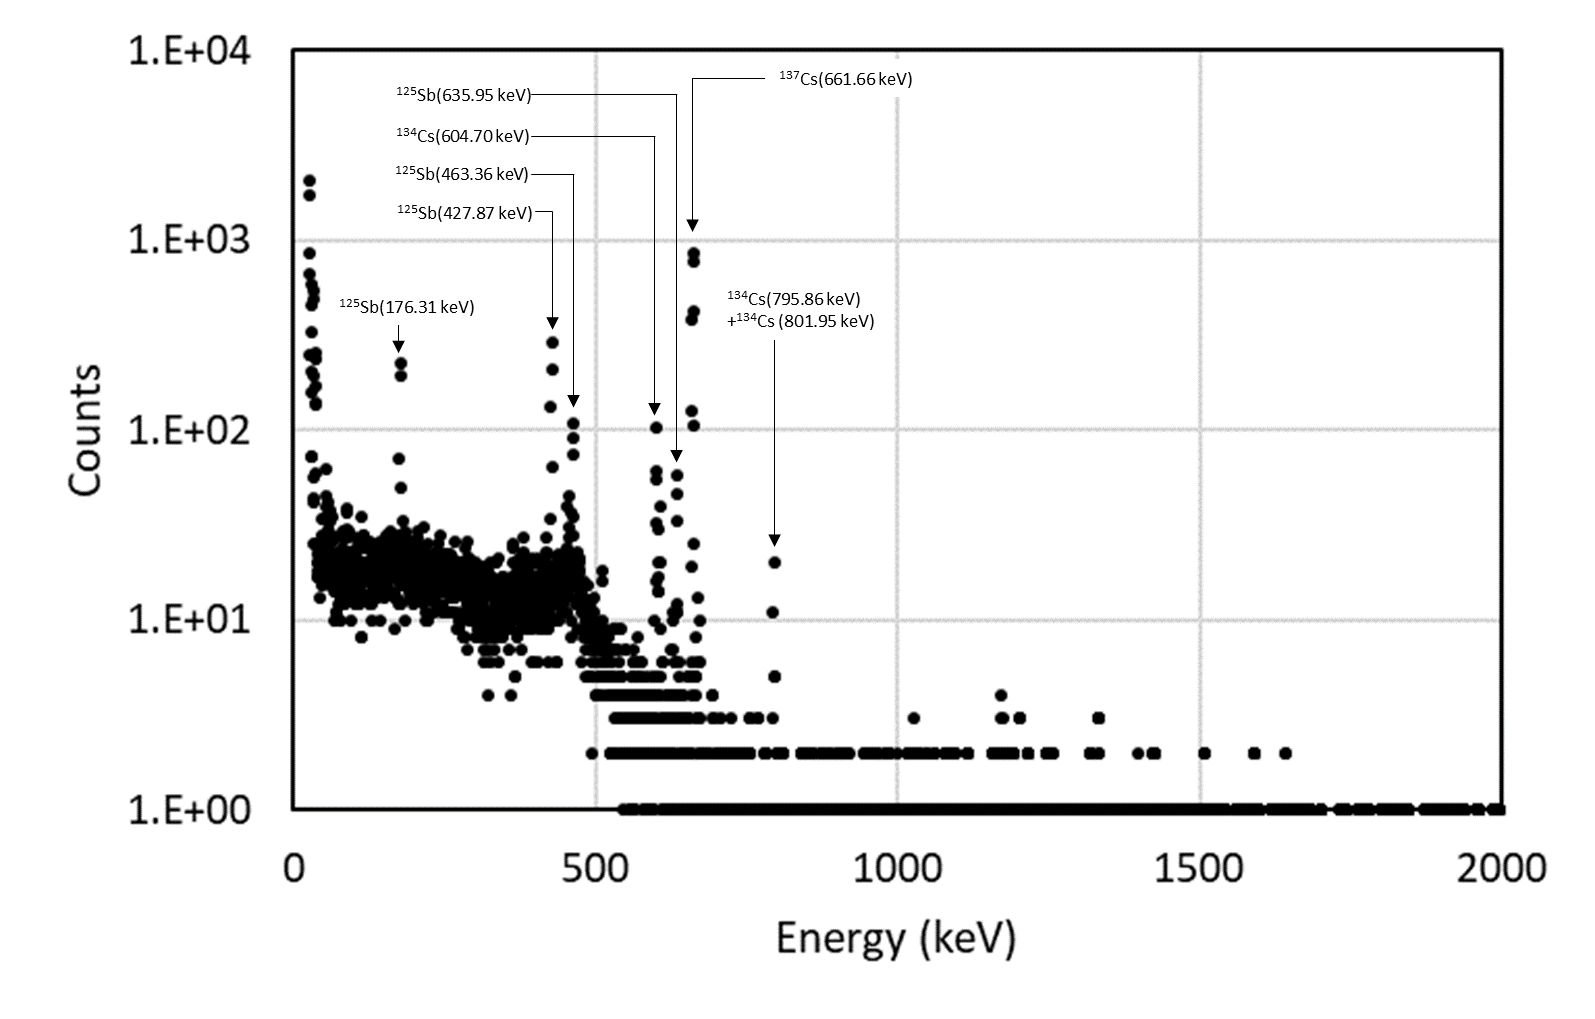 1.E+04
1.E+03
1.E+02
1.E+01
1.E+00
Counts
¹³⁷Cs(661.66 keV)
¹²⁵Sb(635.95 keV)
¹³⁴Cs(604.70 keV)
¹²⁵Sb(463.36 keV)
¹²⁵Sb(427.87 keV)
¹²⁵Sb(176.31 keV)
¹³⁴Cs(795.86 keV)
+¹³⁴Cs (801.95 keV)
0 500 1000 1500 2000
Energy (keV)